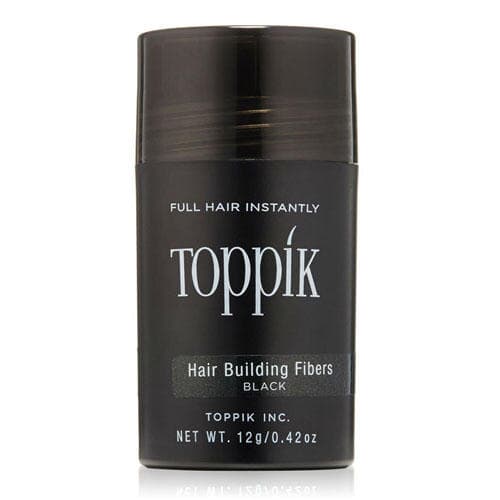 FULL HAIR INSTANTLY
Toppik
Hair Building Fibers
BLACK
TOPPIK INC.
NET WT. 12g/0.42oz